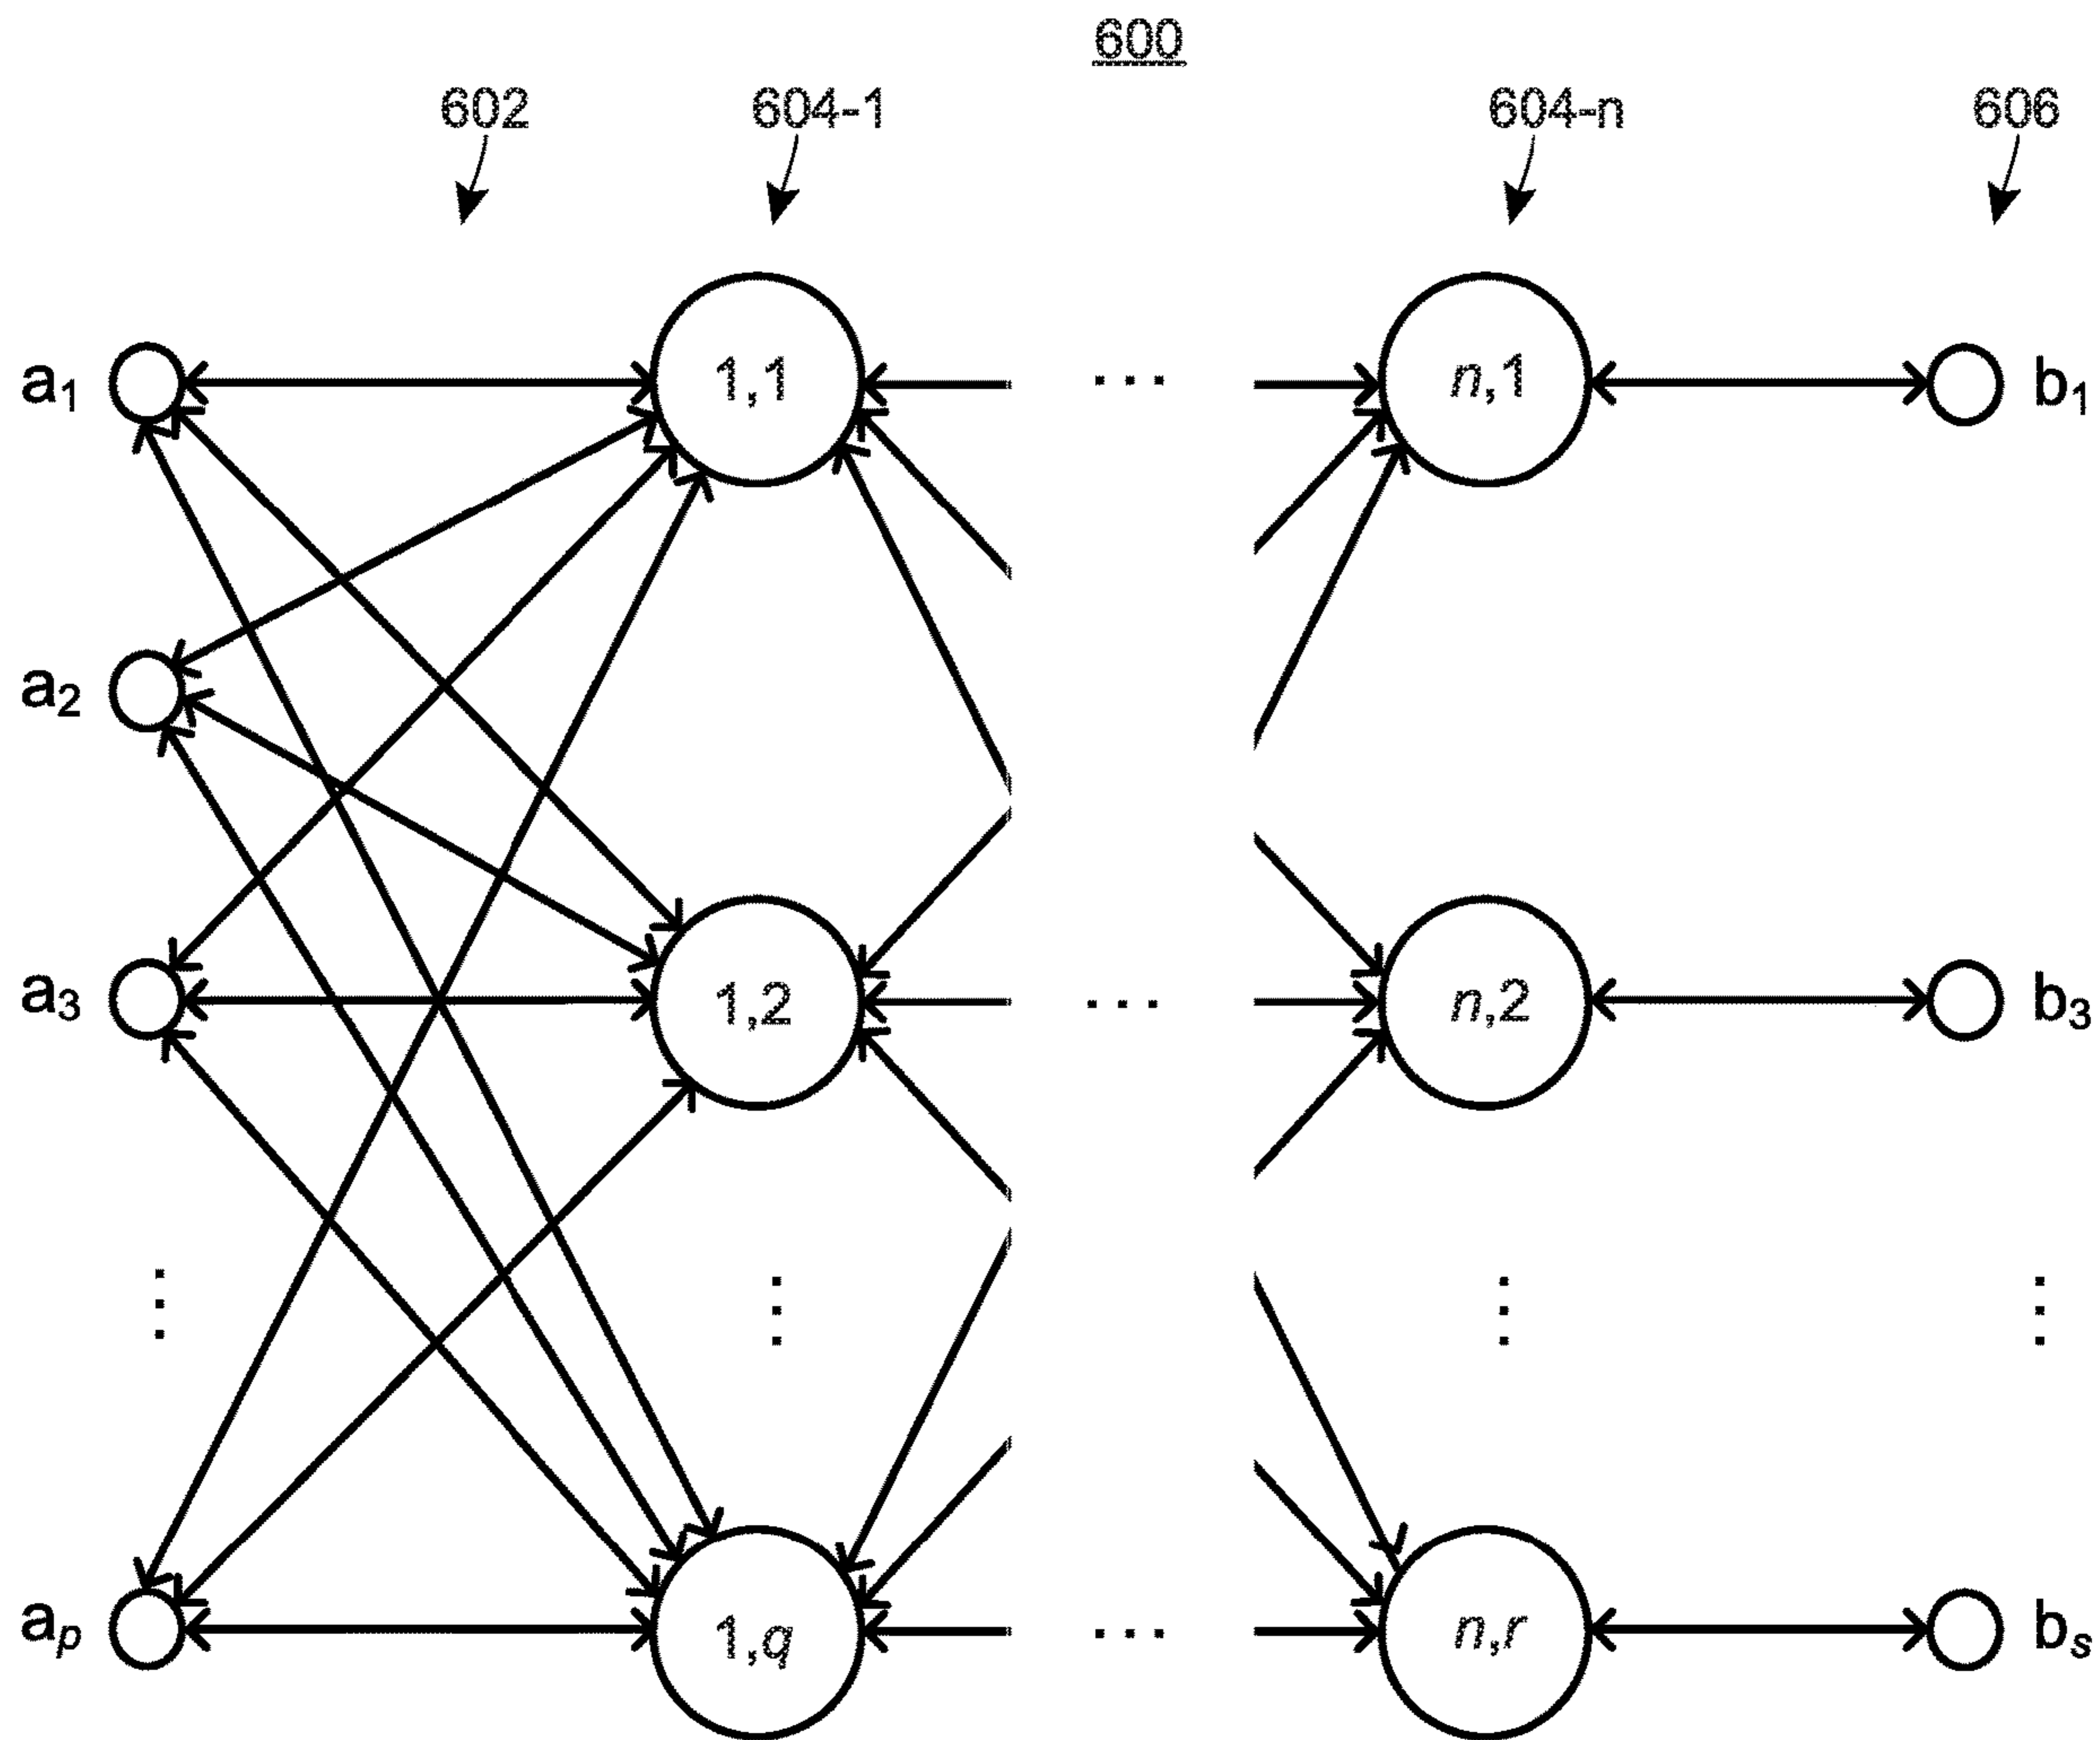 600
602 604-1 604-n 606
a1 1,1 ... n,1 b1
a2
a3 1,2 ... n,2 b3
ap 1,q ... n,r bs